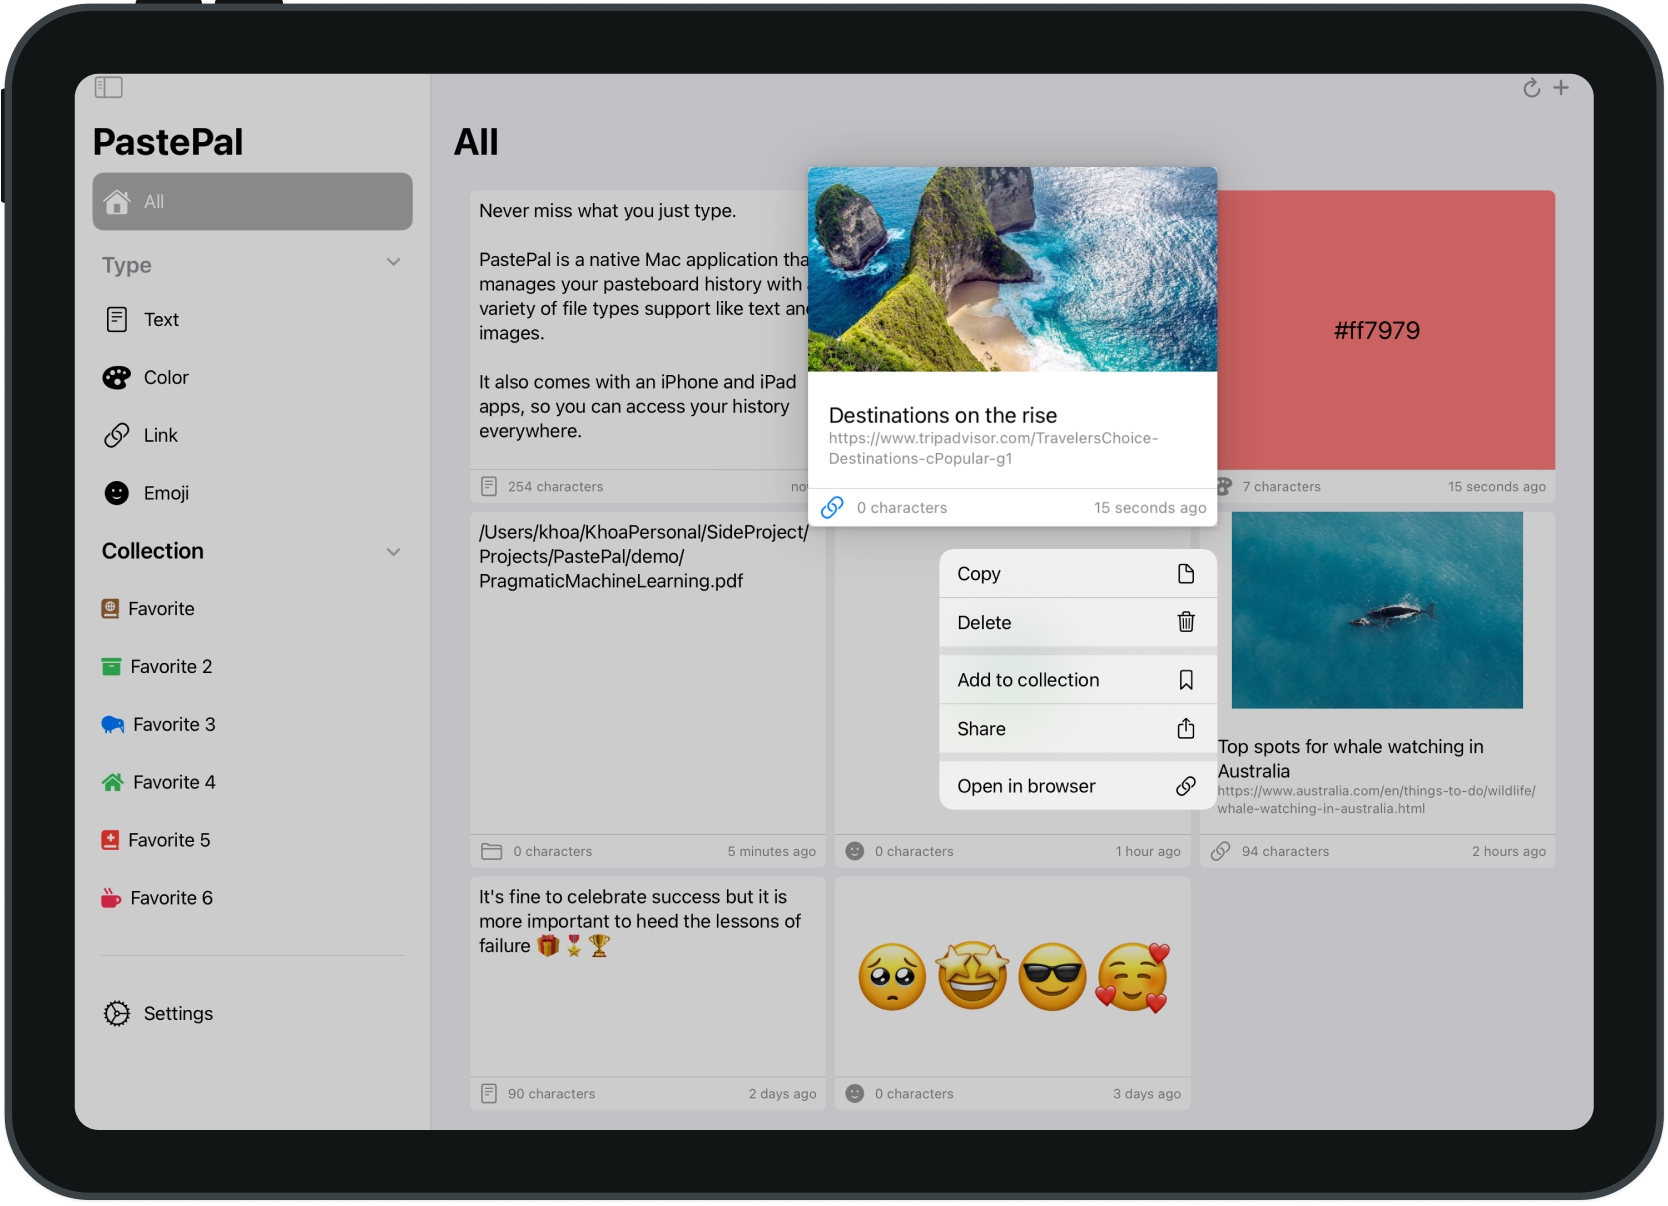 PastePal
All
Type
Text
Color
Link
Emoji
Collection
Favorite
Favorite 2
Favorite 3
Favorite 4
Favorite 5
Favorite 6
Settings
All
Never miss what you just type.
PastePal is a native Mac application tha
manages your pasteboard history with
variety of file types support like text an
images.
It also comes with an iPhone and iPad
apps, so you can access your history
everywhere.
254 characters
no
Destinations on the rise
https://www.tripadvisor.com/TravelersChoice-
Destinations-cPopular-g1
0 characters
15 seconds ago
#ff7979
7 characters
15 seconds ago
/Users/khoa/KhoaPersonal/SideProject/
Projects/PastePal/demo/
PragmaticMachineLearning.pdf
0 characters
5 minutes ago
Copy
Delete
Add to collection
Share
Open in browser
0 characters
1 hour ago
Top spots for whale watching in
Australia
https://www.australia.com/en/things-to-do/wildlife/
whale-watching-in-australia.html
94 characters
2 hours ago
It's fine to celebrate success but it is
more important to heed the lessons of
failure 🎁🎖🏆
90 characters
2 days ago
🥺🤩😎🥰
0 characters
3 days ago